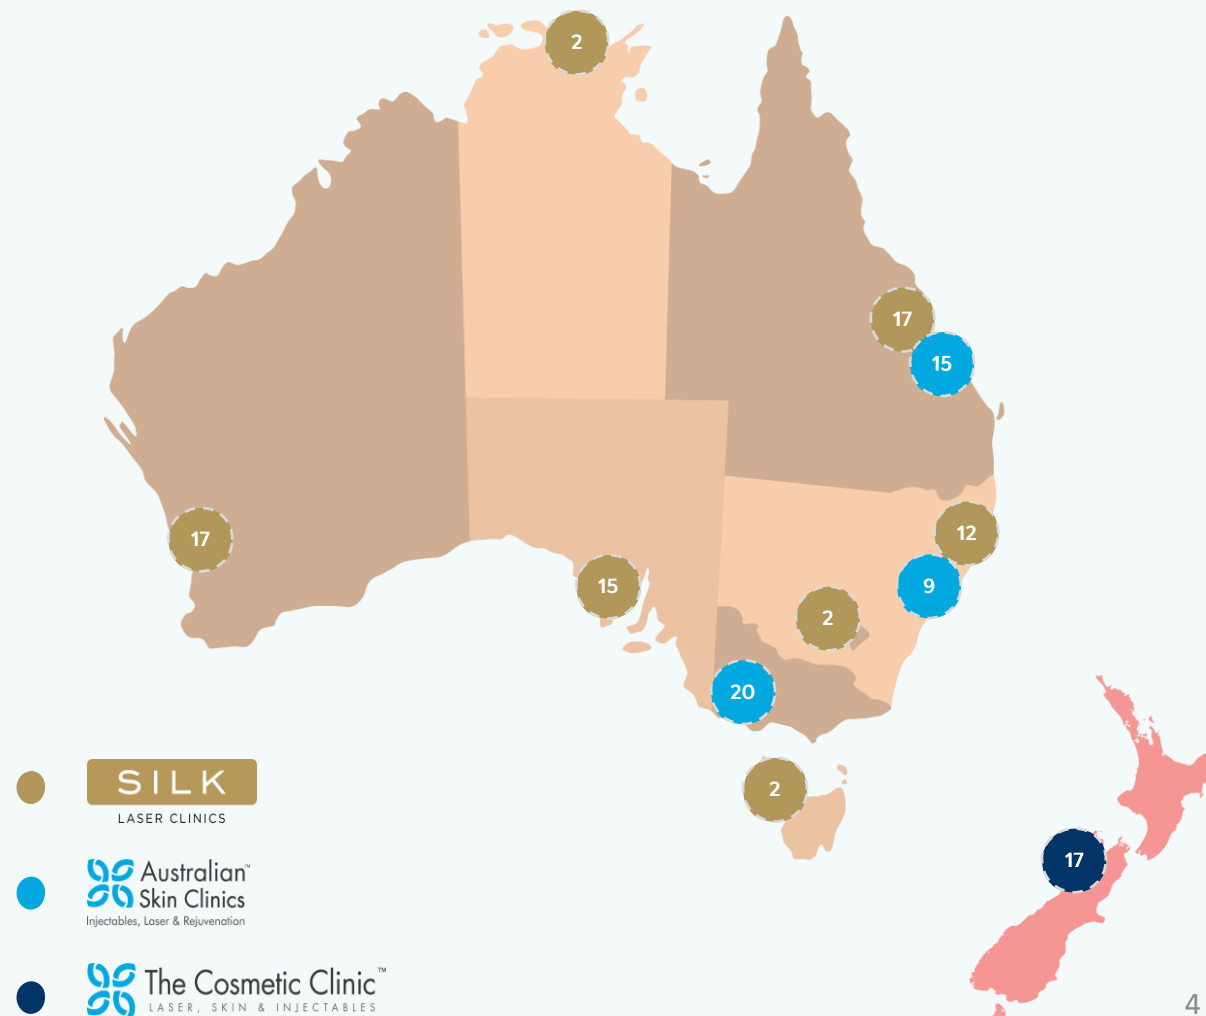 2
17
15
17
12
15
9
2
20
2
17
SILK
LASER CLINICS
Australian™
Skin Clinics
Injectables, Laser & Rejuvenation
The Cosmetic Clinic™
LASER, SKIN & INJECTABLES
4